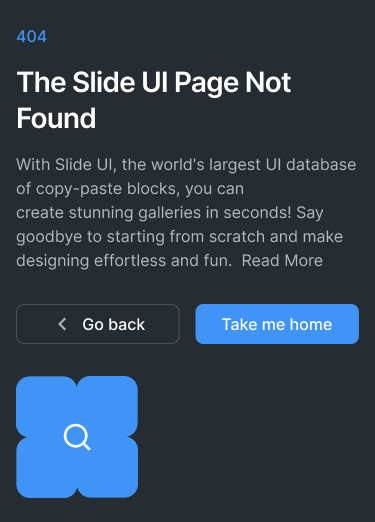 404
The Slide UI Page Not
Found
With Slide UI, the world's largest UI database
of copy-paste blocks, you can
create stunning galleries in seconds! Say
goodbye to starting from scratch and make
designing effortless and fun.  Read More
Go back
Take me home